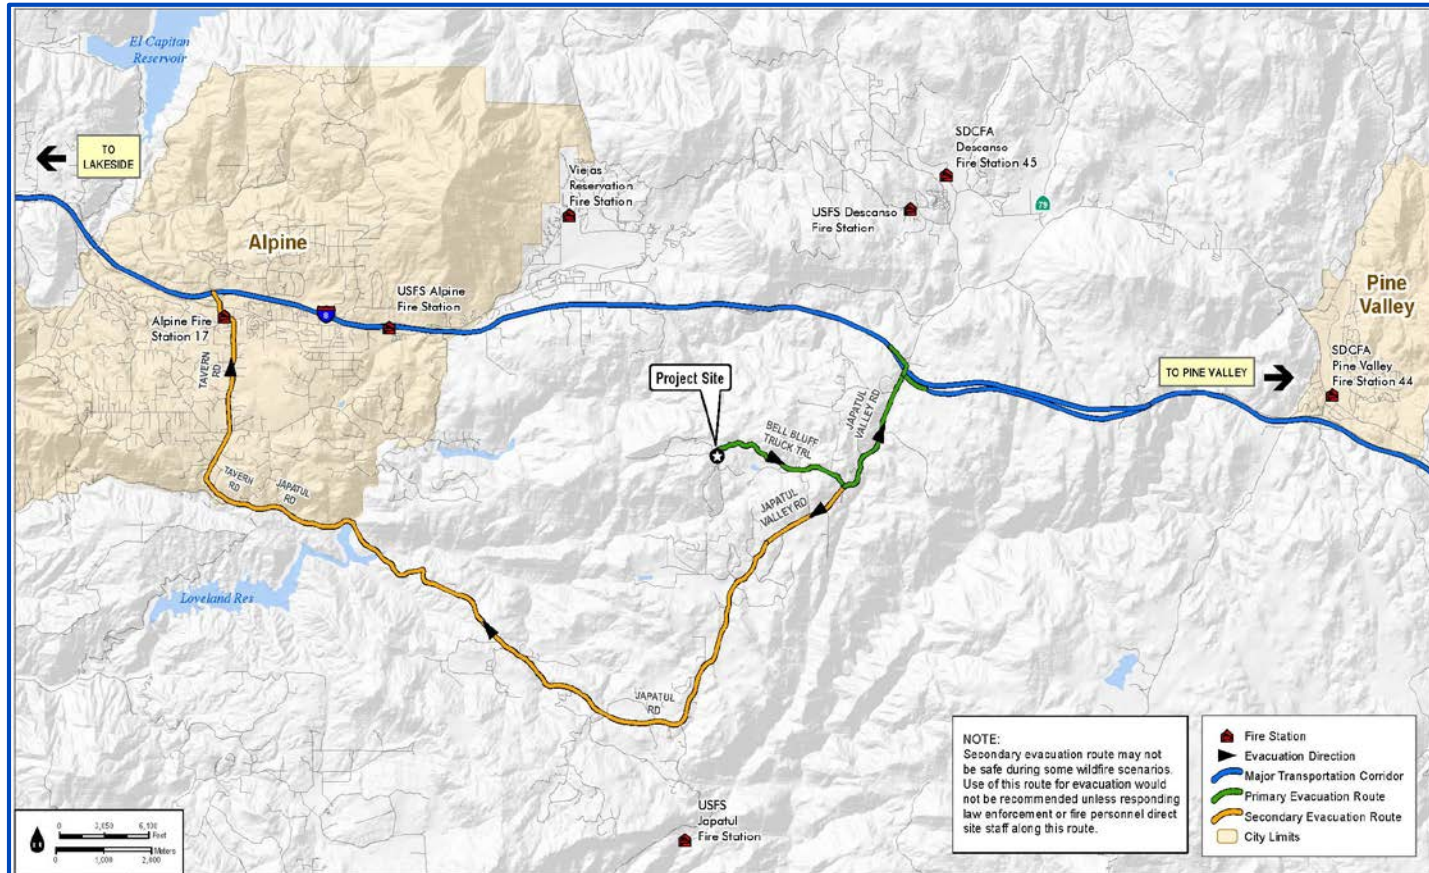 El Capitan
Reservoir
TO
LAKESIDE
Alpine
Viejas
Reservation
Fire Station
SDCFA
Descanso
Fire Station 45
USFS Descanso
Fire Station
79
Pine
Valley
USFS Alpine
Fire Station
8
Alpine Fire
Station 17
TAVERN
RD
SDCFA
Pine Valley
Fire Station 44
TO PINE VALLEY
Project Site
JAPATUL
VALLEY RD
BELL BLUFF
TRUCK TRL
TAVERN
RD
JAPATUL
RD
JAPATUL
VALLEY RD
Loveland Res
JAPATUL
RD
USFS
Japatul
Fire Station
NOTE:
Secondary evacuation route may not
be safe during some wildfire scenarios.
Use of this route for evacuation would
not be recommended unless responding
law enforcement or fire personnel direct
site staff along this route.
Fire Station
Evacuation Direction
Major Transportation Corridor
Primary Evacuation Route
Secondary Evacuation Route
City Limits
0
Feet
0 1,000 2,000
Meters